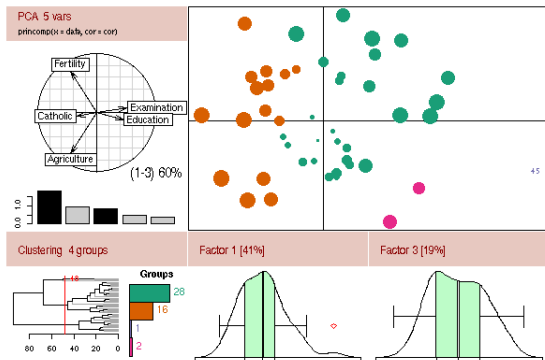 PCA 5 vars
princomp(x = data, cor = cor)
Fertility
Catholic
Examination
Education
Agriculture
(1-3) 60%
45
1.0
0.0
Clustering 4 groups
Factor 1 [41%]
Factor 3 [19%]
Groups
28
16
1
2
80 60 40 20 0